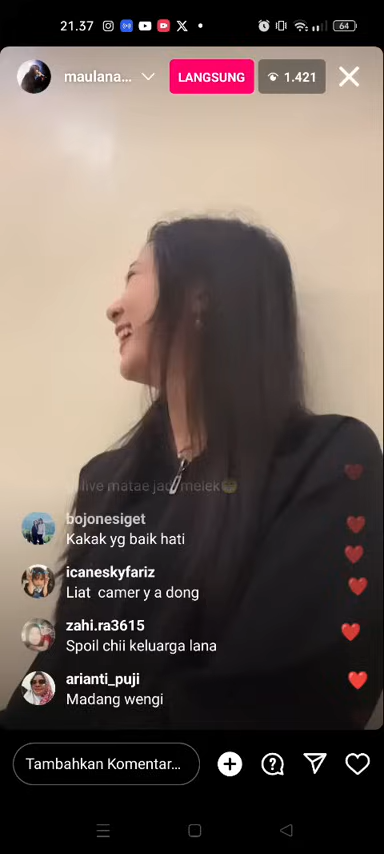 21.37
64
maulana...
LANGSUNG
1.421
live matae jadi melek
bojonesiget
Kakak yg baik hati
icaneskyfariz
Liat camer y a dong
zahi.ra3615
Spoil chii keluarga lana
arianti_puji
Madang wengi
Tambahkan Komentar...